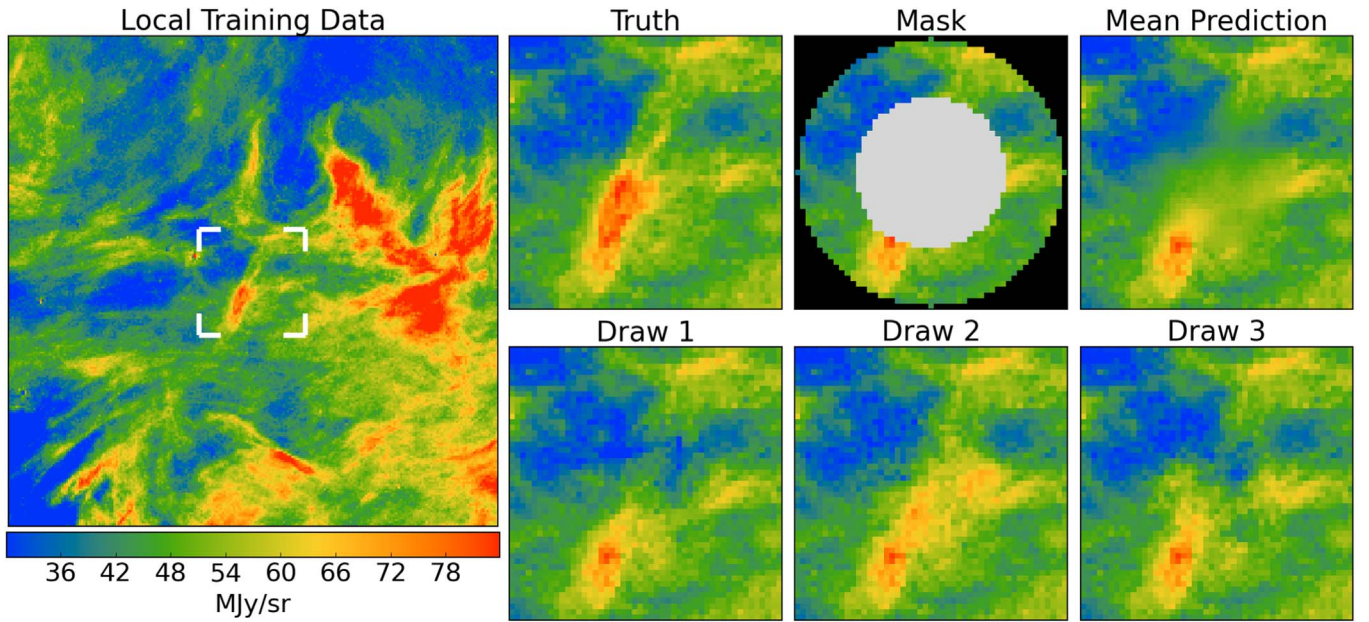 Local Training Data
Truth
Mask
Mean Prediction
Draw 1
Draw 2
Draw 3
36 42 48 54 60 66 72 78
MJy/sr